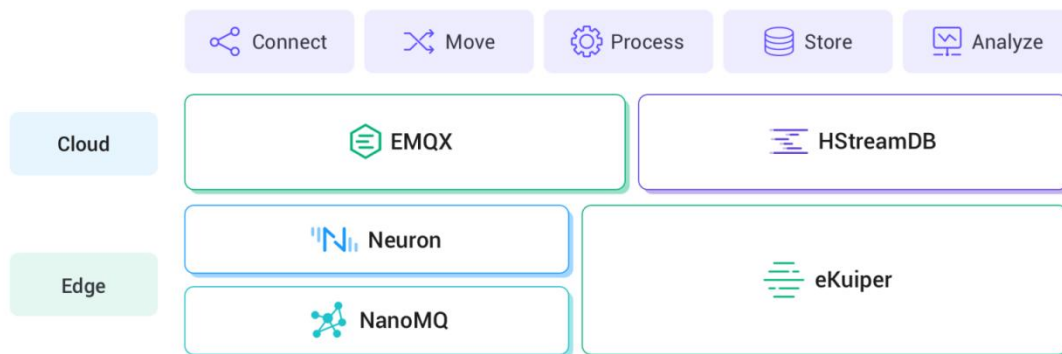 Connect
Move
Process
Store
Analyze
Cloud
EMQX
HStreamDB
Edge
Neuron
NanoMQ
eKuiper